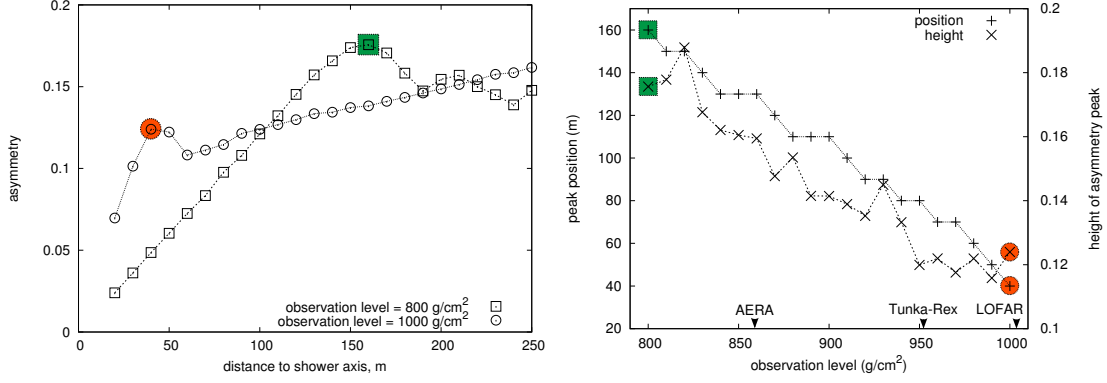 0.2
0.15
0.1
0.05
0
asymmetry
0 50 100 150 200 250
distance to shower axis, m
observation level = 800 g/cm²
observation level = 1000 g/cm²
position
height
160
140
120
100
80
60
40
20
peak position (m)
0.2
0.18
0.16
0.14
0.12
0.1
height of asymmetry peak
AERA Tunka-Rex LOFAR
800 850 900 950 1000
observation level (g/cm²)